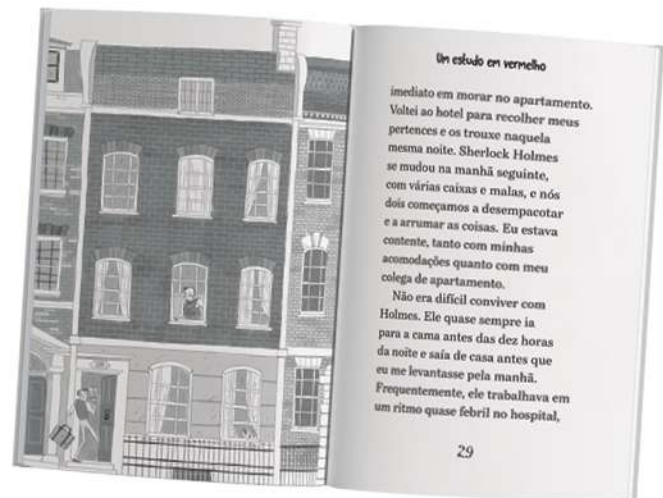 Um estudo em vermelho
imediato em morar no apartamento.
Voltei ao hotel para recolher meus
pertences e os trouxe naquela
mesma noite. Sherlock Holmes
se mudou na manhã seguinte,
com várias caixas e malas, e nós
dois começamos a desempacotar
e a arrumar as coisas. Eu estava
contente, tanto com minhas
acomodações quanto com meu
colega de apartamento.
Não era difícil conviver com
Holmes. Ele quase sempre ia
para a cama antes das dez horas
da noite e saía de casa antes que
eu me levantasse pela manhã.
Frequentemente, ele trabalhava em
um ritmo quase febril no hospital,
29